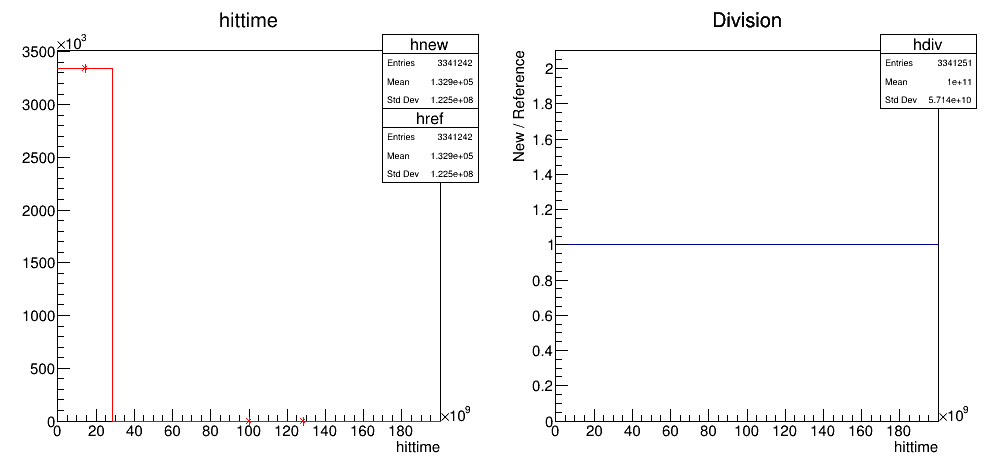 hittime
×10³
3500
3000
2500
2000
1500
1000
500
0
0 20 40 60 80 100 120 140 160 180
×10⁹
hittime
hnew
Entries 3341242
Mean 1.329e+05
Std Dev 1.225e+08
href
Entries 3341242
Mean 1.329e+05
Std Dev 1.225e+08
Division
New / Reference
2
1.8
1.6
1.4
1.2
1
0.8
0.6
0.4
0.2
0
0 20 40 60 80 100 120 140 160 180
×10⁹
hittime
hdiv
Entries 3341251
Mean 1e+11
Std Dev 5.714e+10